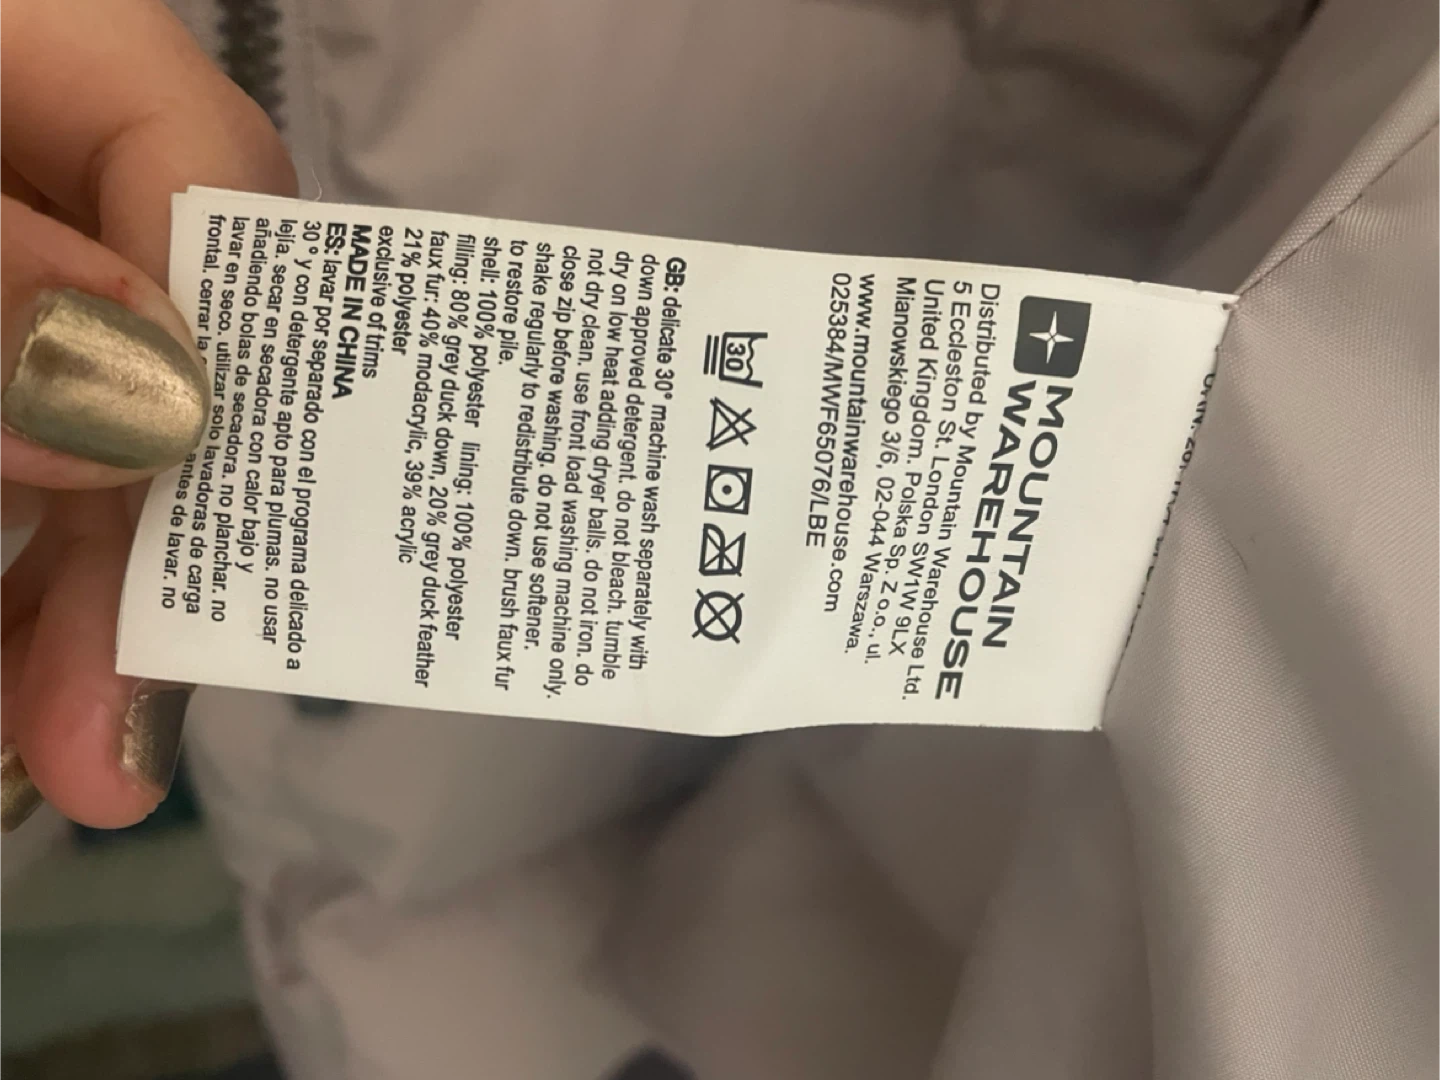 MOUNTAIN
WAREHOUSE
Distributed by Mountain Warehouse Ltd.
5 Eccleston St. London SW1W 9LX
United Kingdom. Polska Sp. Z o.o., ul.
Mianowskiego 3/6, 02-044 Warszawa.
www.mountainwarehouse.com
025384/MWF65076/LBE
30
GB: delicate 30° machine wash separately with
down approved detergent. do not bleach. tumble
dry on low heat adding dryer balls. do not iron. do
not dry clean. use front load washing machine only.
close zip before washing. do not use softener.
shake regularly to redistribute down. brush faux fur
to restore pile.
shell: 100% polyester lining: 100% polyester
filling: 80% grey duck down, 20% grey duck feather
faux fur: 40% modacrylic, 39% acrylic
21% polyester
exclusive of trims
MADE IN CHINA
ES: lavar por separado con el programa delicado a
30 º y con detergente apto para plumas. no usar
lejía. secar en secadora con calor bajo y
añadiendo bolas de secadora. no planchar. no
lavar en seco. utilizar solo lavadoras de carga
frontal. cerrar la antes de lavar. no